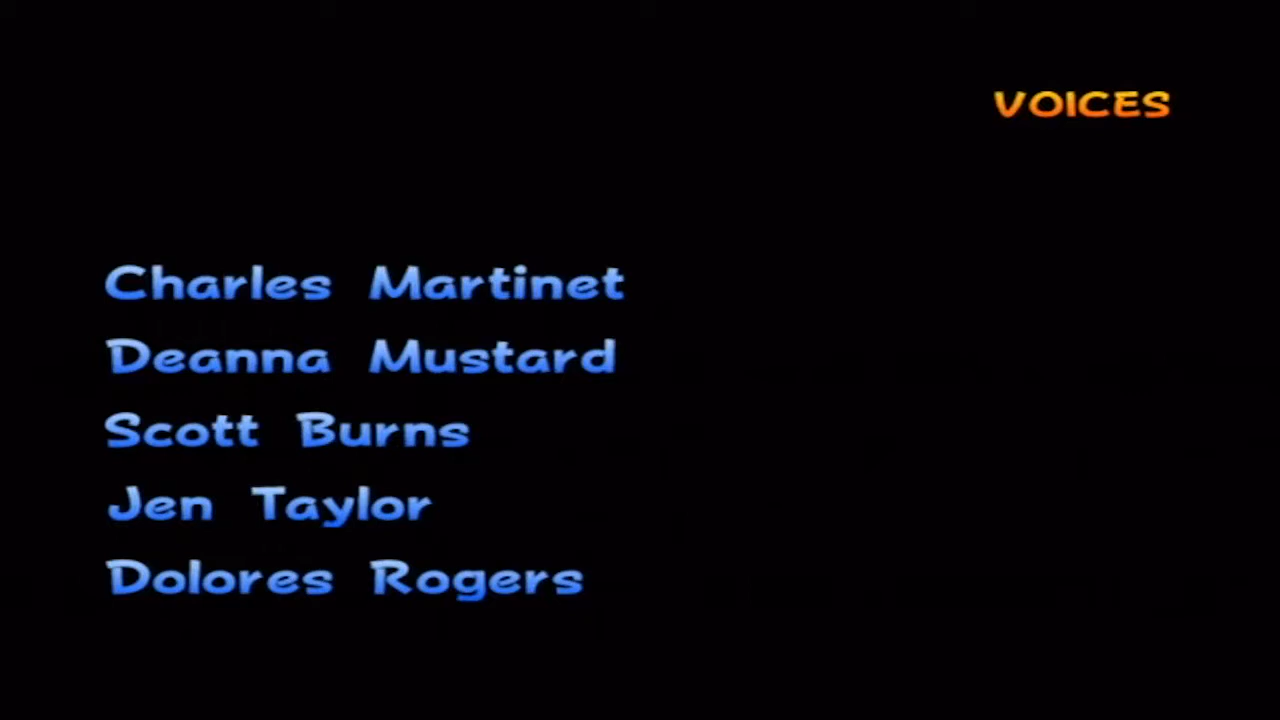 VOICES
Charles Martinet
Deanna Mustard
Scott Burns
Jen Taylor
Dolores Rogers